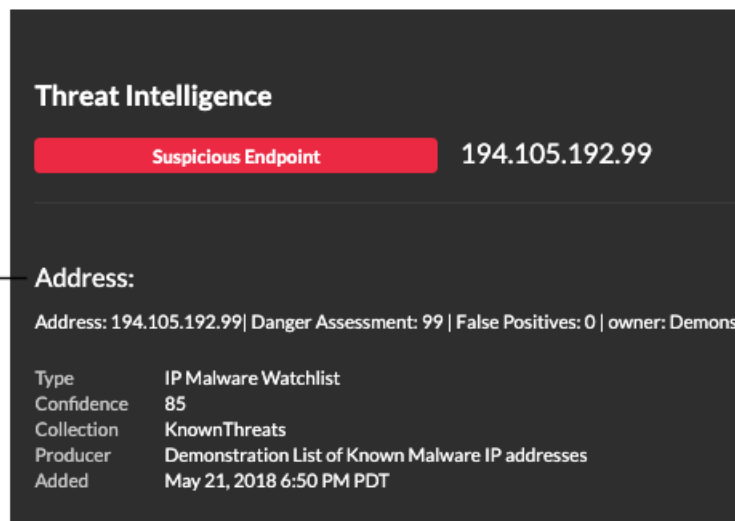 Threat Intelligence
Suspicious Endpoint 194.105.192.99
Address:
Address: 194.105.192.99| Danger Assessment: 99 | False Positives: 0 | owner: Demons
Type IP Malware Watchlist
Confidence 85
Collection KnownThreats
Producer Demonstration List of Known Malware IP addresses
Added May 21, 2018 6:50 PM PDT